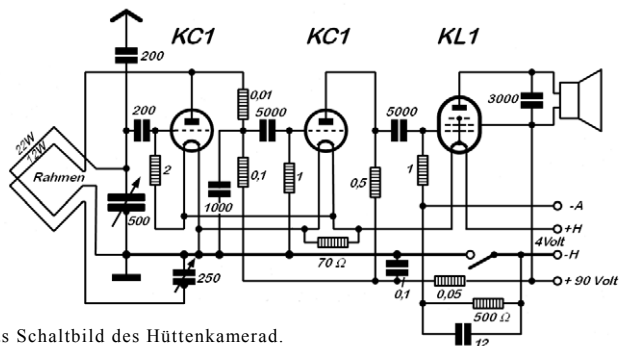 KC1 KC1 KL1
200
200 0,01 5000 5000 3000
22W
12W
Rahmen
2 0,1 1 0,5 1
500 1000
-A
+H
4Volt
-H
70 Ω
250 0,1 0,05 + 90 Volt
500 Ω
12
s Schaltbild des Hüttenkamerad.